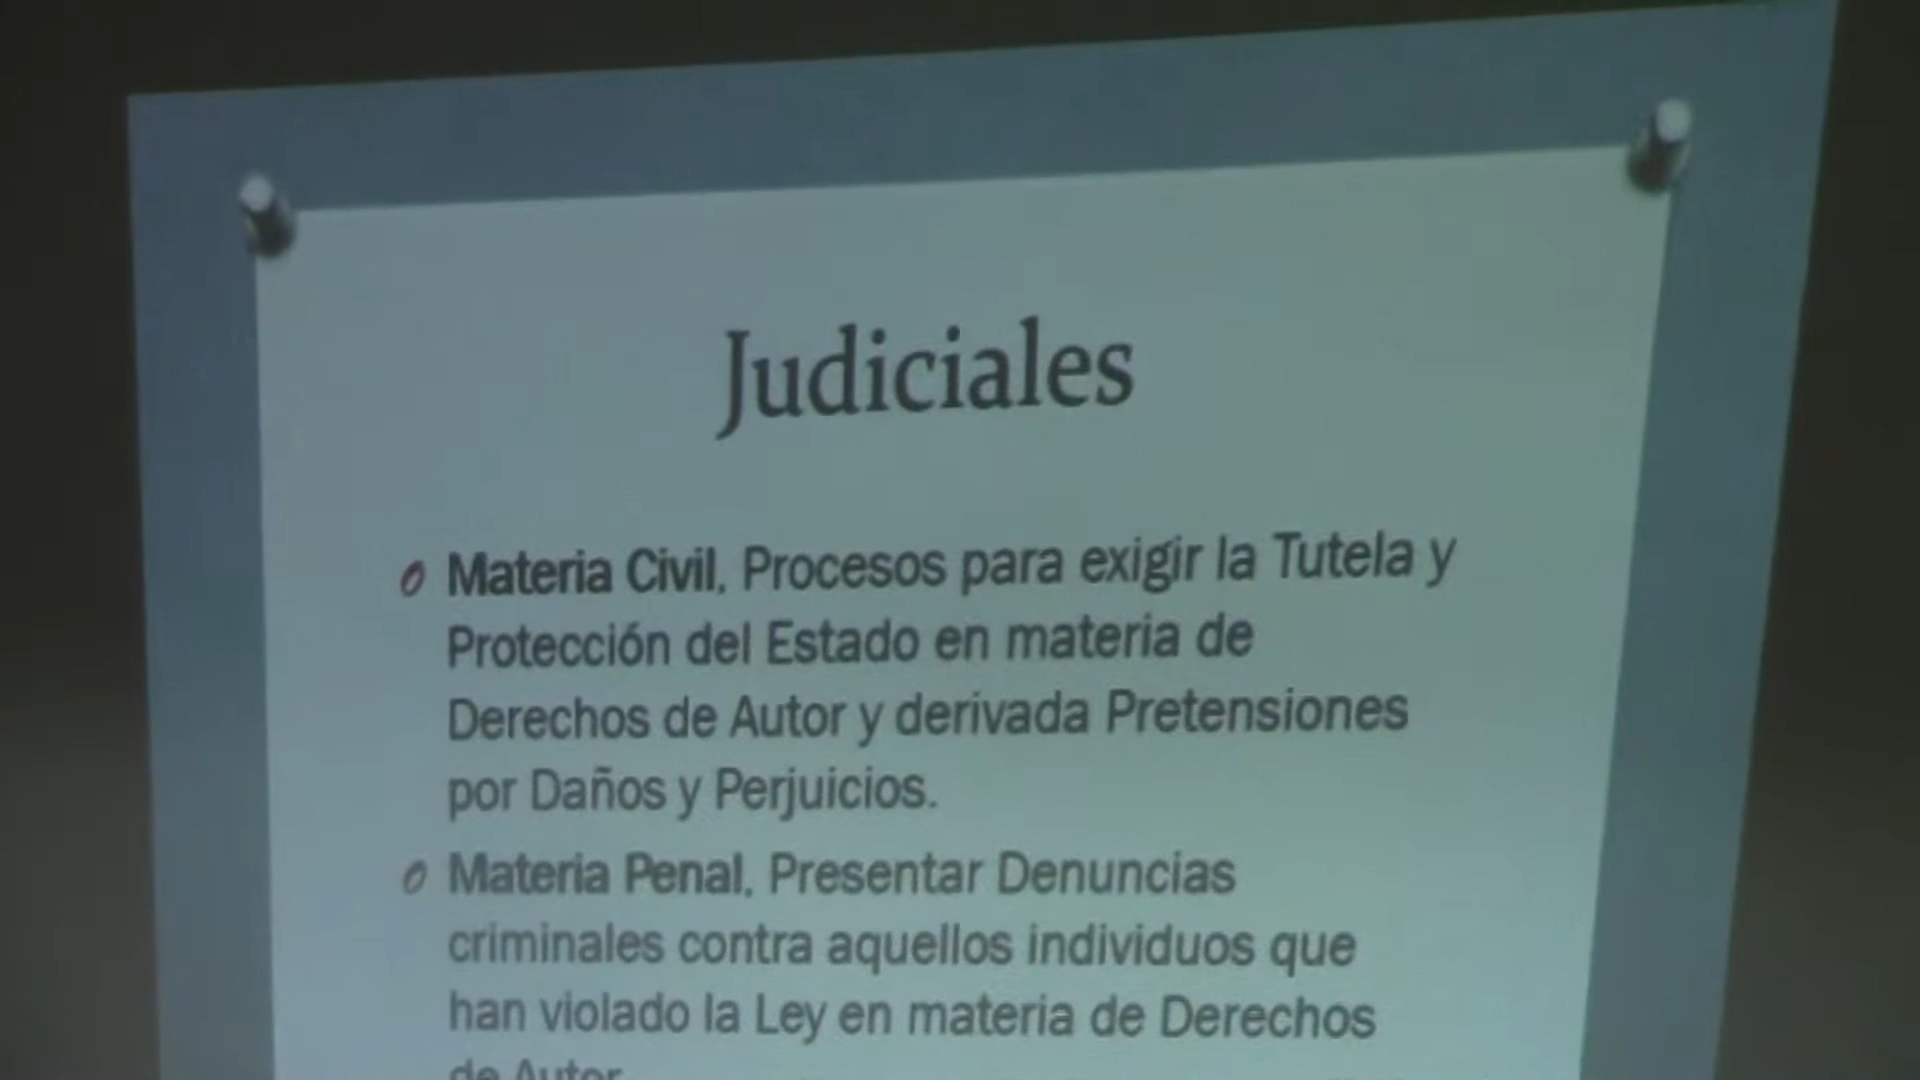 Judiciales
Materia Civil, Procesos para exigir la Tutela y
Protección del Estado en materia de
Derechos de Autor y derivada Pretensiones
por Daños y Perjuicios.
Materia Penal, Presentar Denuncias
criminales contra aquellos individuos que
han violado la Ley en materia de Derechos
de Autor